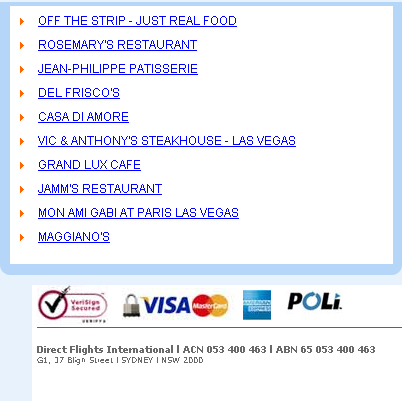 OFF THE STRIP - JUST REAL FOOD
ROSEMARY'S RESTAURANT
JEAN-PHILIPPE PATISSERIE
DEL FRISCO'S
CASA DI AMORE
VIC & ANTHONY'S STEAKHOUSE - LAS VEGAS
GRAND LUX CAFE
JAMM'S RESTAURANT
MON AMI GABI AT PARIS LAS VEGAS
MAGGIANO'S
VeriSign Secured VISA MasterCard AMERICAN EXPRESS POLi
VERIFY
Direct Flights International | ACN 053 400 463 | ABN 65 053 400 463
G1, 37 Bligh Street | SYDNEY | NSW 2000